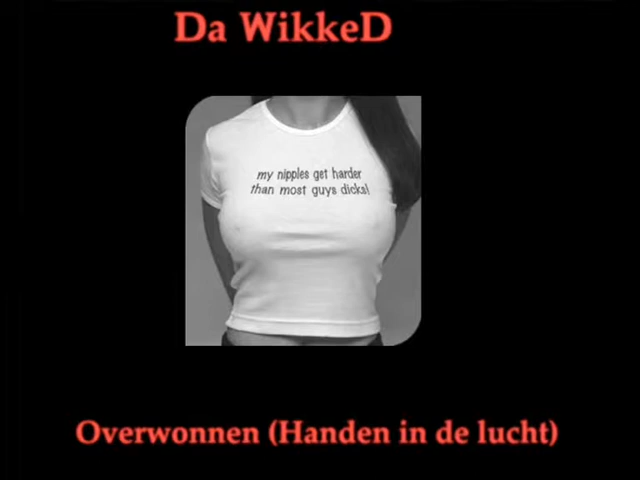 Da WikkeD
my nipples get harder
than most guys dicks!
Overwonnen (Handen in de lucht)